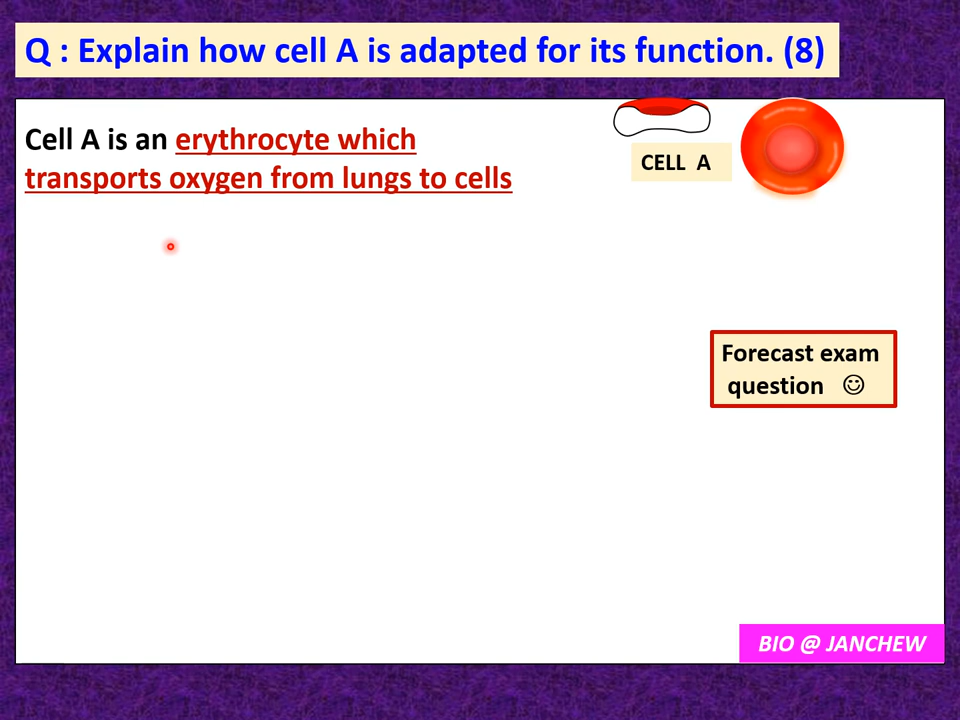 Q : Explain how cell A is adapted for its function. (8)
Cell A is an erythrocyte which
transports oxygen from lungs to cells
CELL A
Forecast exam
question ☺
BIO @ JANCHEW